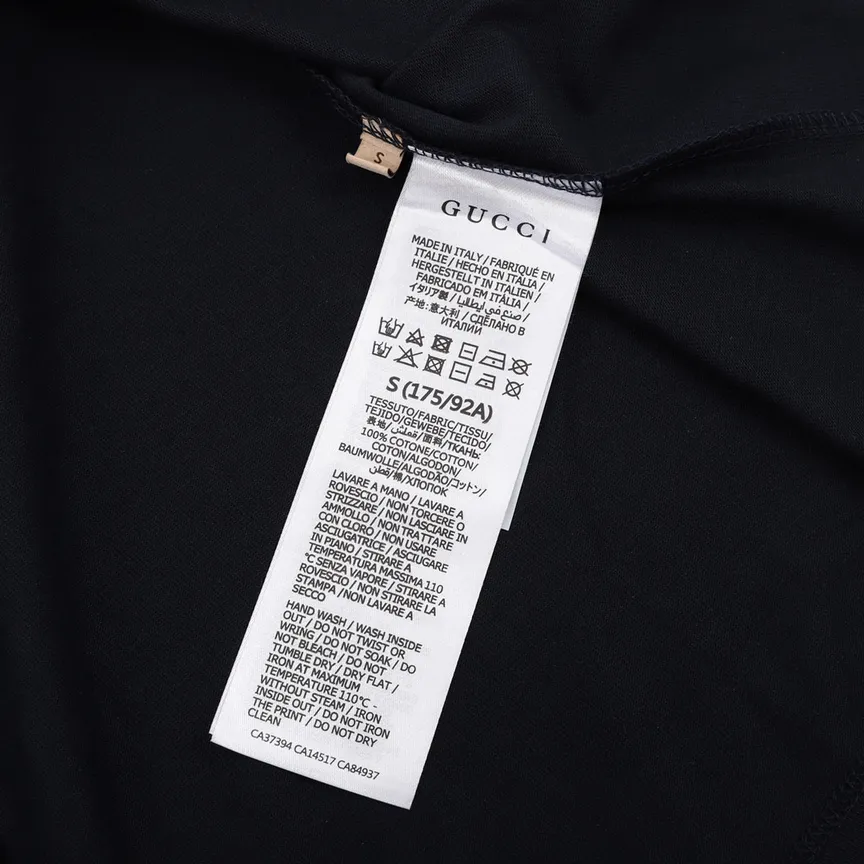 S
GUCCI
MADE IN ITALY / FABRIQUÉ EN
ITALIE / HECHO EN ITALIA /
HERGESTELLT IN ITALIEN /
FABRICADO EM ITALIA /
イタリア製 / صنع في إيطاليا /
产地:意大利 / СДЕЛАНО В
ИТАЛИИ
S (175/92A)
TESSUTO/FABRIC/TISSU/
TEJIDO/GEWEBE/TECIDO/
表地/قماش/面料/ТКАНЬ:
100% COTONE/COTTON/
COTON/ALGODON/
BAUMWOLLE/ALGODÃO/コットン/
قطن/棉/ХЛОПОК
LAVARE A MANO / LAVARE A
ROVESCIO / NON TORCERE O
STRIZZARE / NON LASCIARE IN
AMMOLLO / NON TRATTARE
CON CLORO / NON USARE
ASCIUGATRICE / ASCIUGARE
IN PIANO / STIRARE A
TEMPERATURA MASSIMA 110
°C SENZA VAPORE / STIRARE A
ROVESCIO / NON STIRARE LA
STAMPA /NON LAVARE A
SECCO
HAND WASH / WASH INSIDE
OUT / DO NOT TWIST OR
WRING / DO NOT SOAK / DO
NOT BLEACH / DO NOT
TUMBLE DRY / DRY FLAT /
IRON AT MAXIMUM
TEMPERATURE 110°C -
WITHOUT STEAM / IRON
INSIDE OUT / DO NOT IRON
THE PRINT / DO NOT DRY
CLEAN
CA37394 CA14517 CA84937